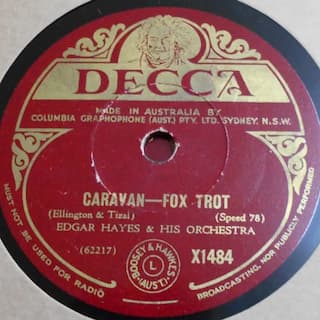 DECCA
MADE IN AUSTRALIA BY
COLUMBIA GRAPHOPHONE (AUST.) PTY. LTD. SYDNEY, N.S.W.
CARAVAN—FOX TROT
(Ellington & Tizai) (Speed 78)
EDGAR HAYES & HIS ORCHESTRA
(62217) X1484
BOOSEY & HAWKES
L
(AUST)
MUST NOT BE USED FOR RADIO BROADCASTING, NOR PUBLICLY PERFORMED